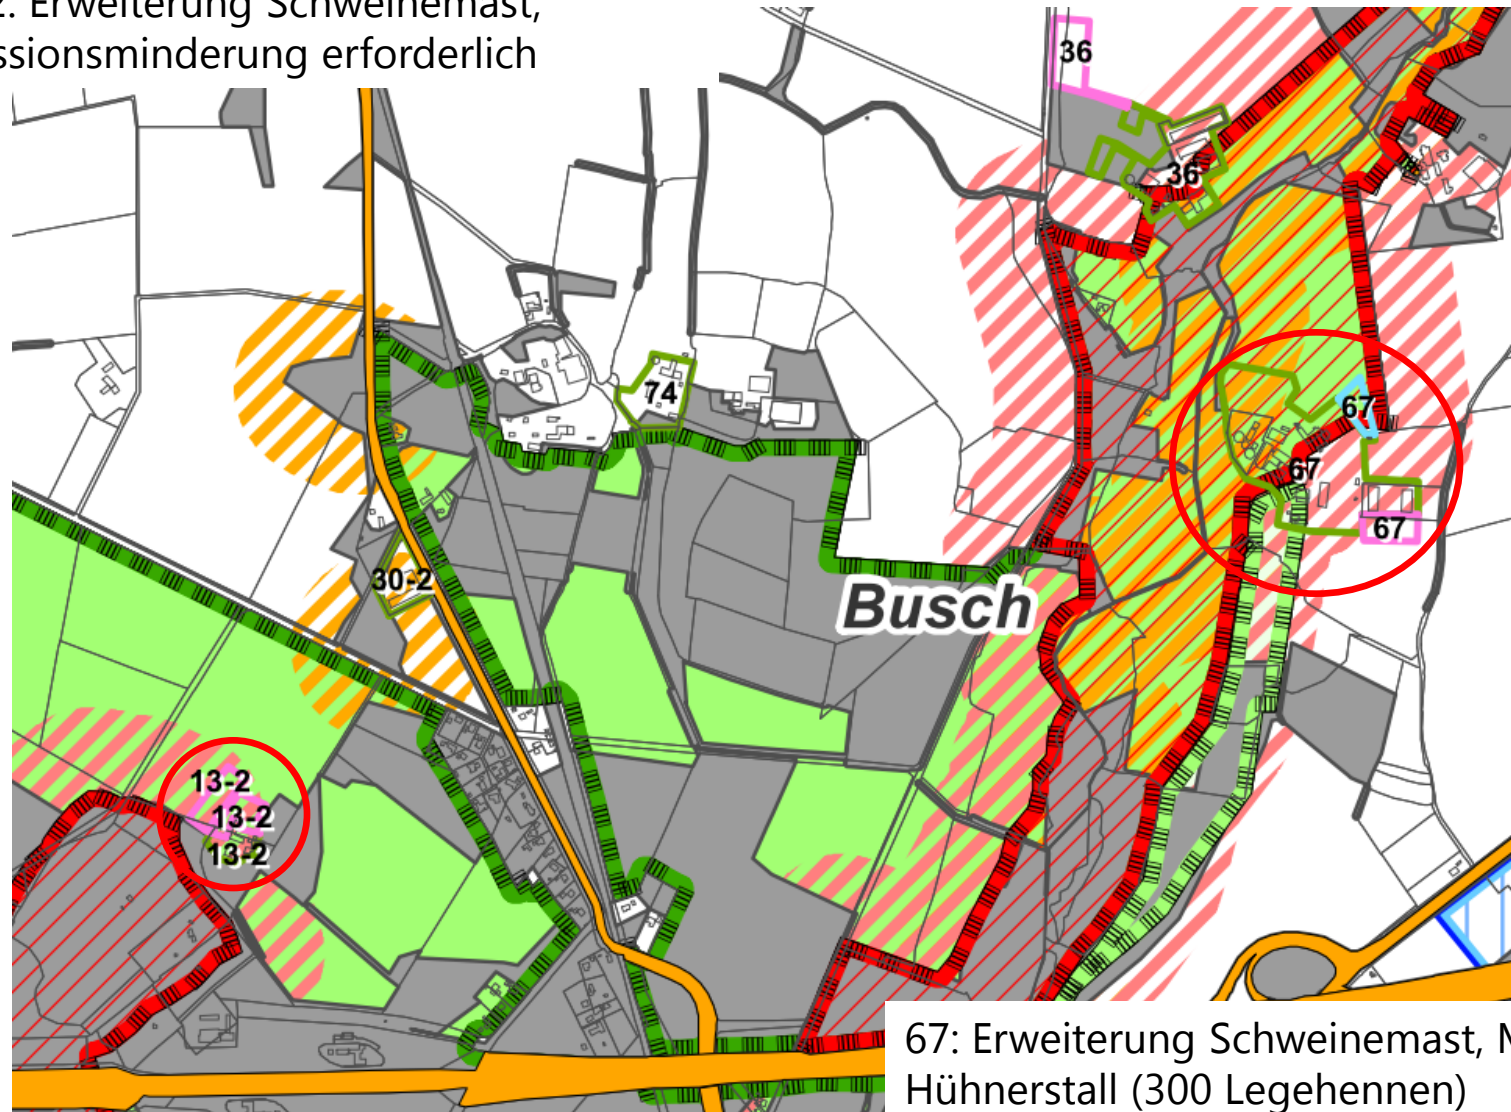 Erweiterung Schweinemast,
erforderlich
36
36
74
67
67
67
30-2
Busch
13-2
13-2
13-2
67: Erweiterung Schweinemast,
Hühnerstall (300 Legehennen)